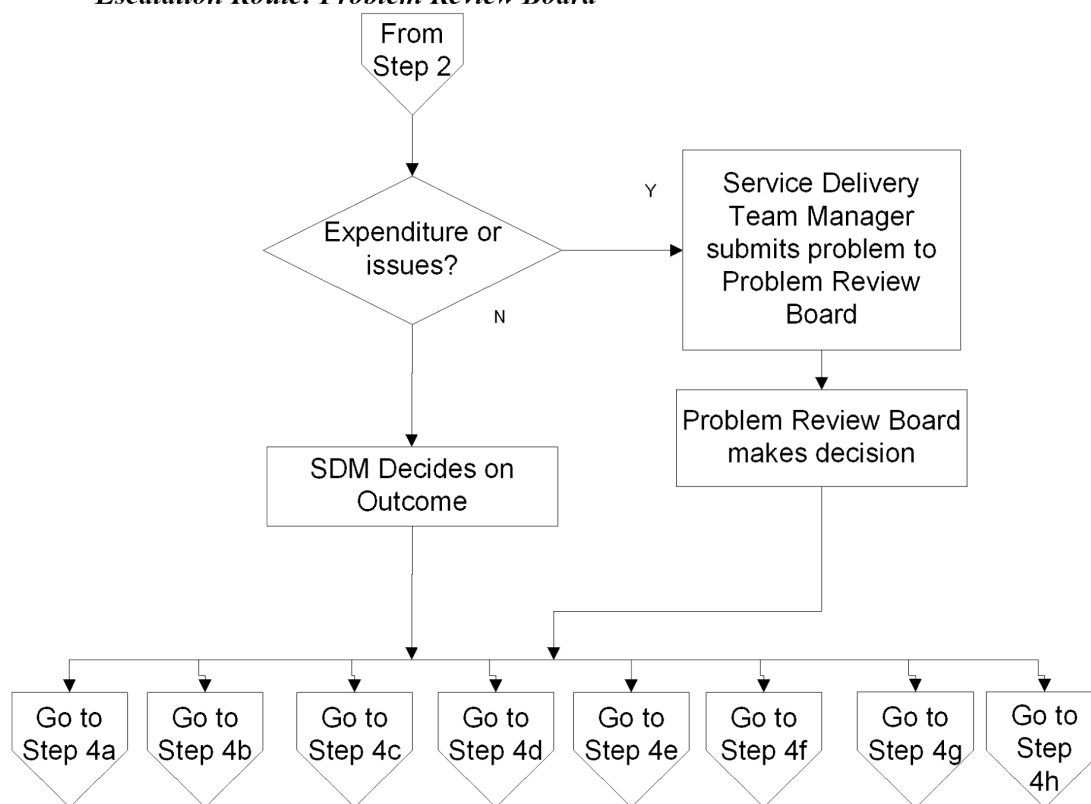 Escalation Route: Problem Review Board
From
Step 2
Expenditure or
issues?
Y
N
Service Delivery
Team Manager
submits problem to
Problem Review
Board
Problem Review Board
makes decision
SDM Decides on
Outcome
Go to
Step 4a
Go to
Step 4b
Go to
Step 4c
Go to
Step 4d
Go to
Step 4e
Go to
Step 4f
Go to
Step 4g
Go to
Step
4h